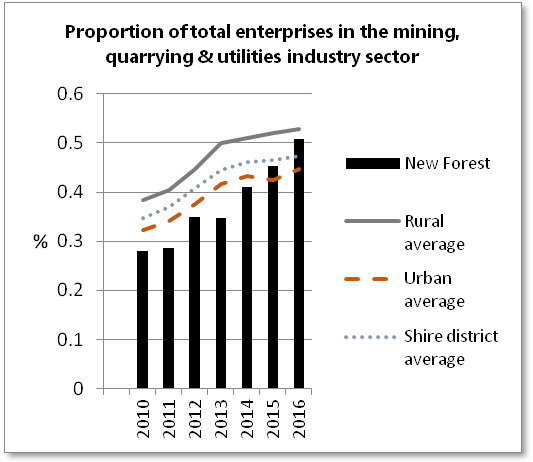 Proportion of total enterprises in the mining,
quarrying & utilities industry sector
0.6
0.5
0.4
0.3
0.2
0.1
0
%
2010
2011
2012
2013
2014
2015
2016
New Forest
Rural
average
Urban
average
Shire district
average